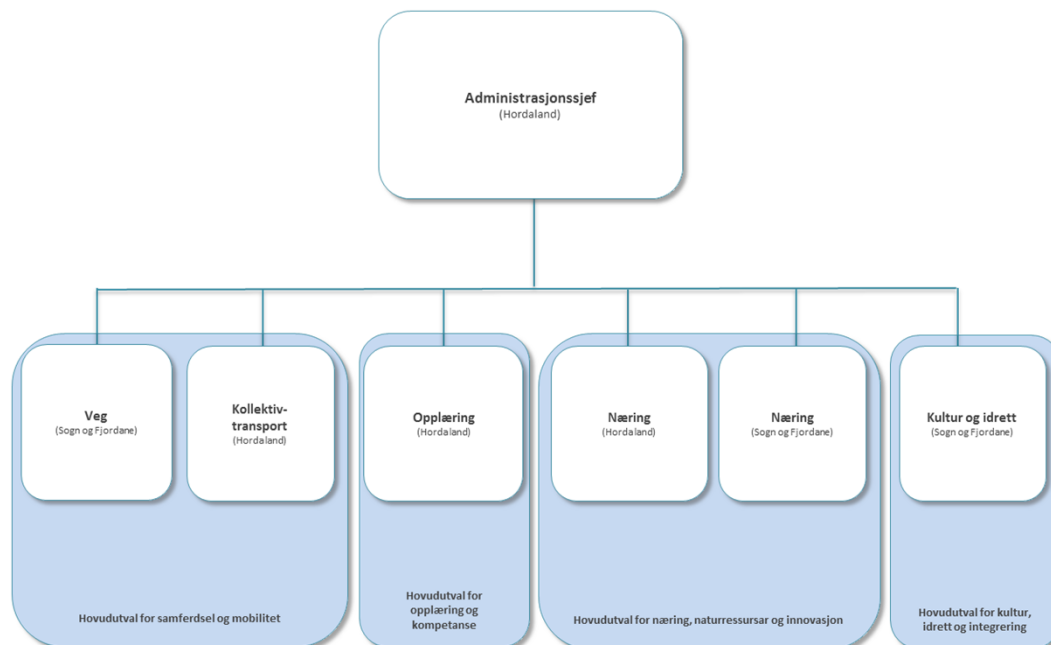 Administrasjonssjef
(Hordaland)
Veg
(Sogn og Fjordane)
Kollektiv-
transport
(Hordaland)
Opplæring
(Hordaland)
Næring
(Hordaland)
Næring
(Sogn og Fjordane)
Kultur og idrett
(Sogn og Fjordane)
Hovudutval for samferdsel og mobilitet
Hovudutval for
opplæring og
kompetanse
Hovudutval for næring, naturressursar og innovasjon
Hovudutval for kultur,
idrett og integrering